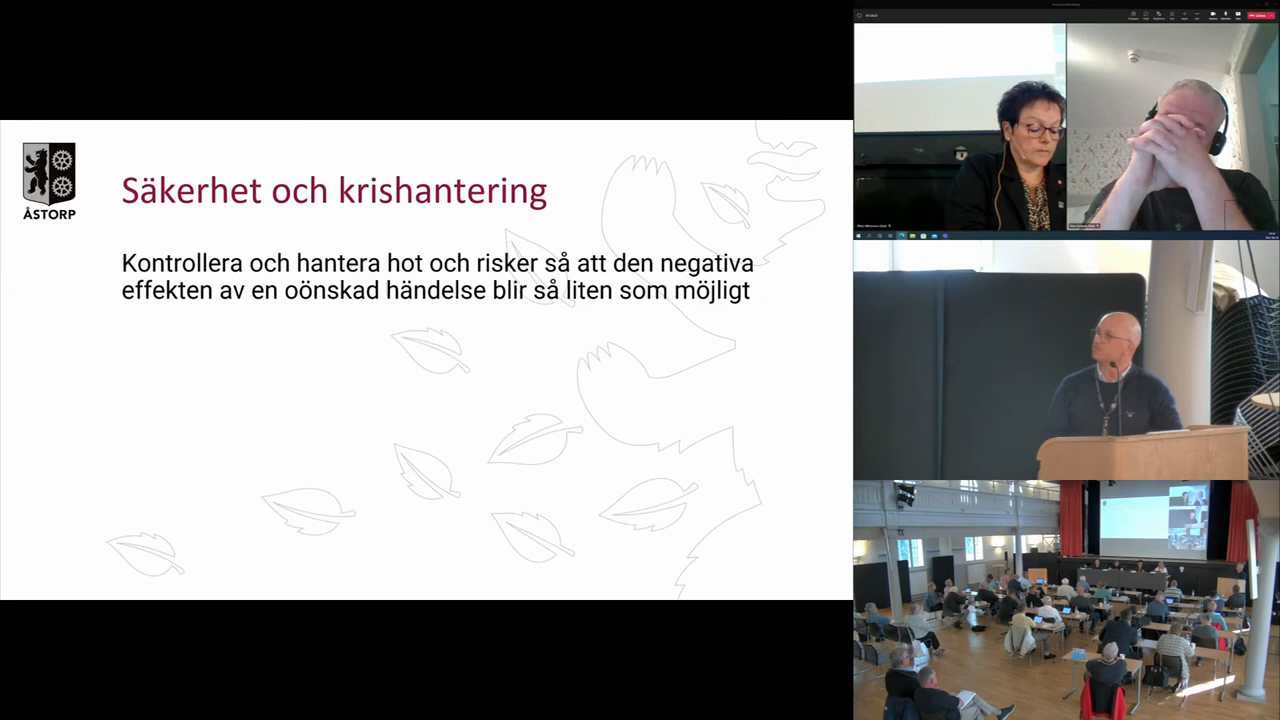 ÅSTORP
Säkerhet och krishantering
Kontrollera och hantera hot och risker så att den negativa
effekten av en oönskad händelse blir så liten som möjligt